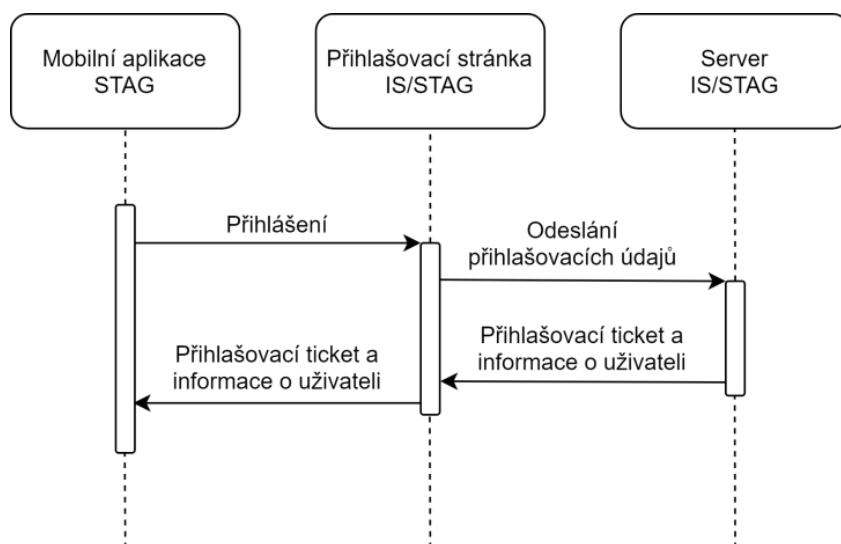 Mobilní aplikace
STAG
Přihlašovací stránka
IS/STAG
Server
IS/STAG
Přihlášení
Odeslání
přihlašovacích údajů
Přihlašovací ticket a
informace o uživateli
Přihlašovací ticket a
informace o uživateli